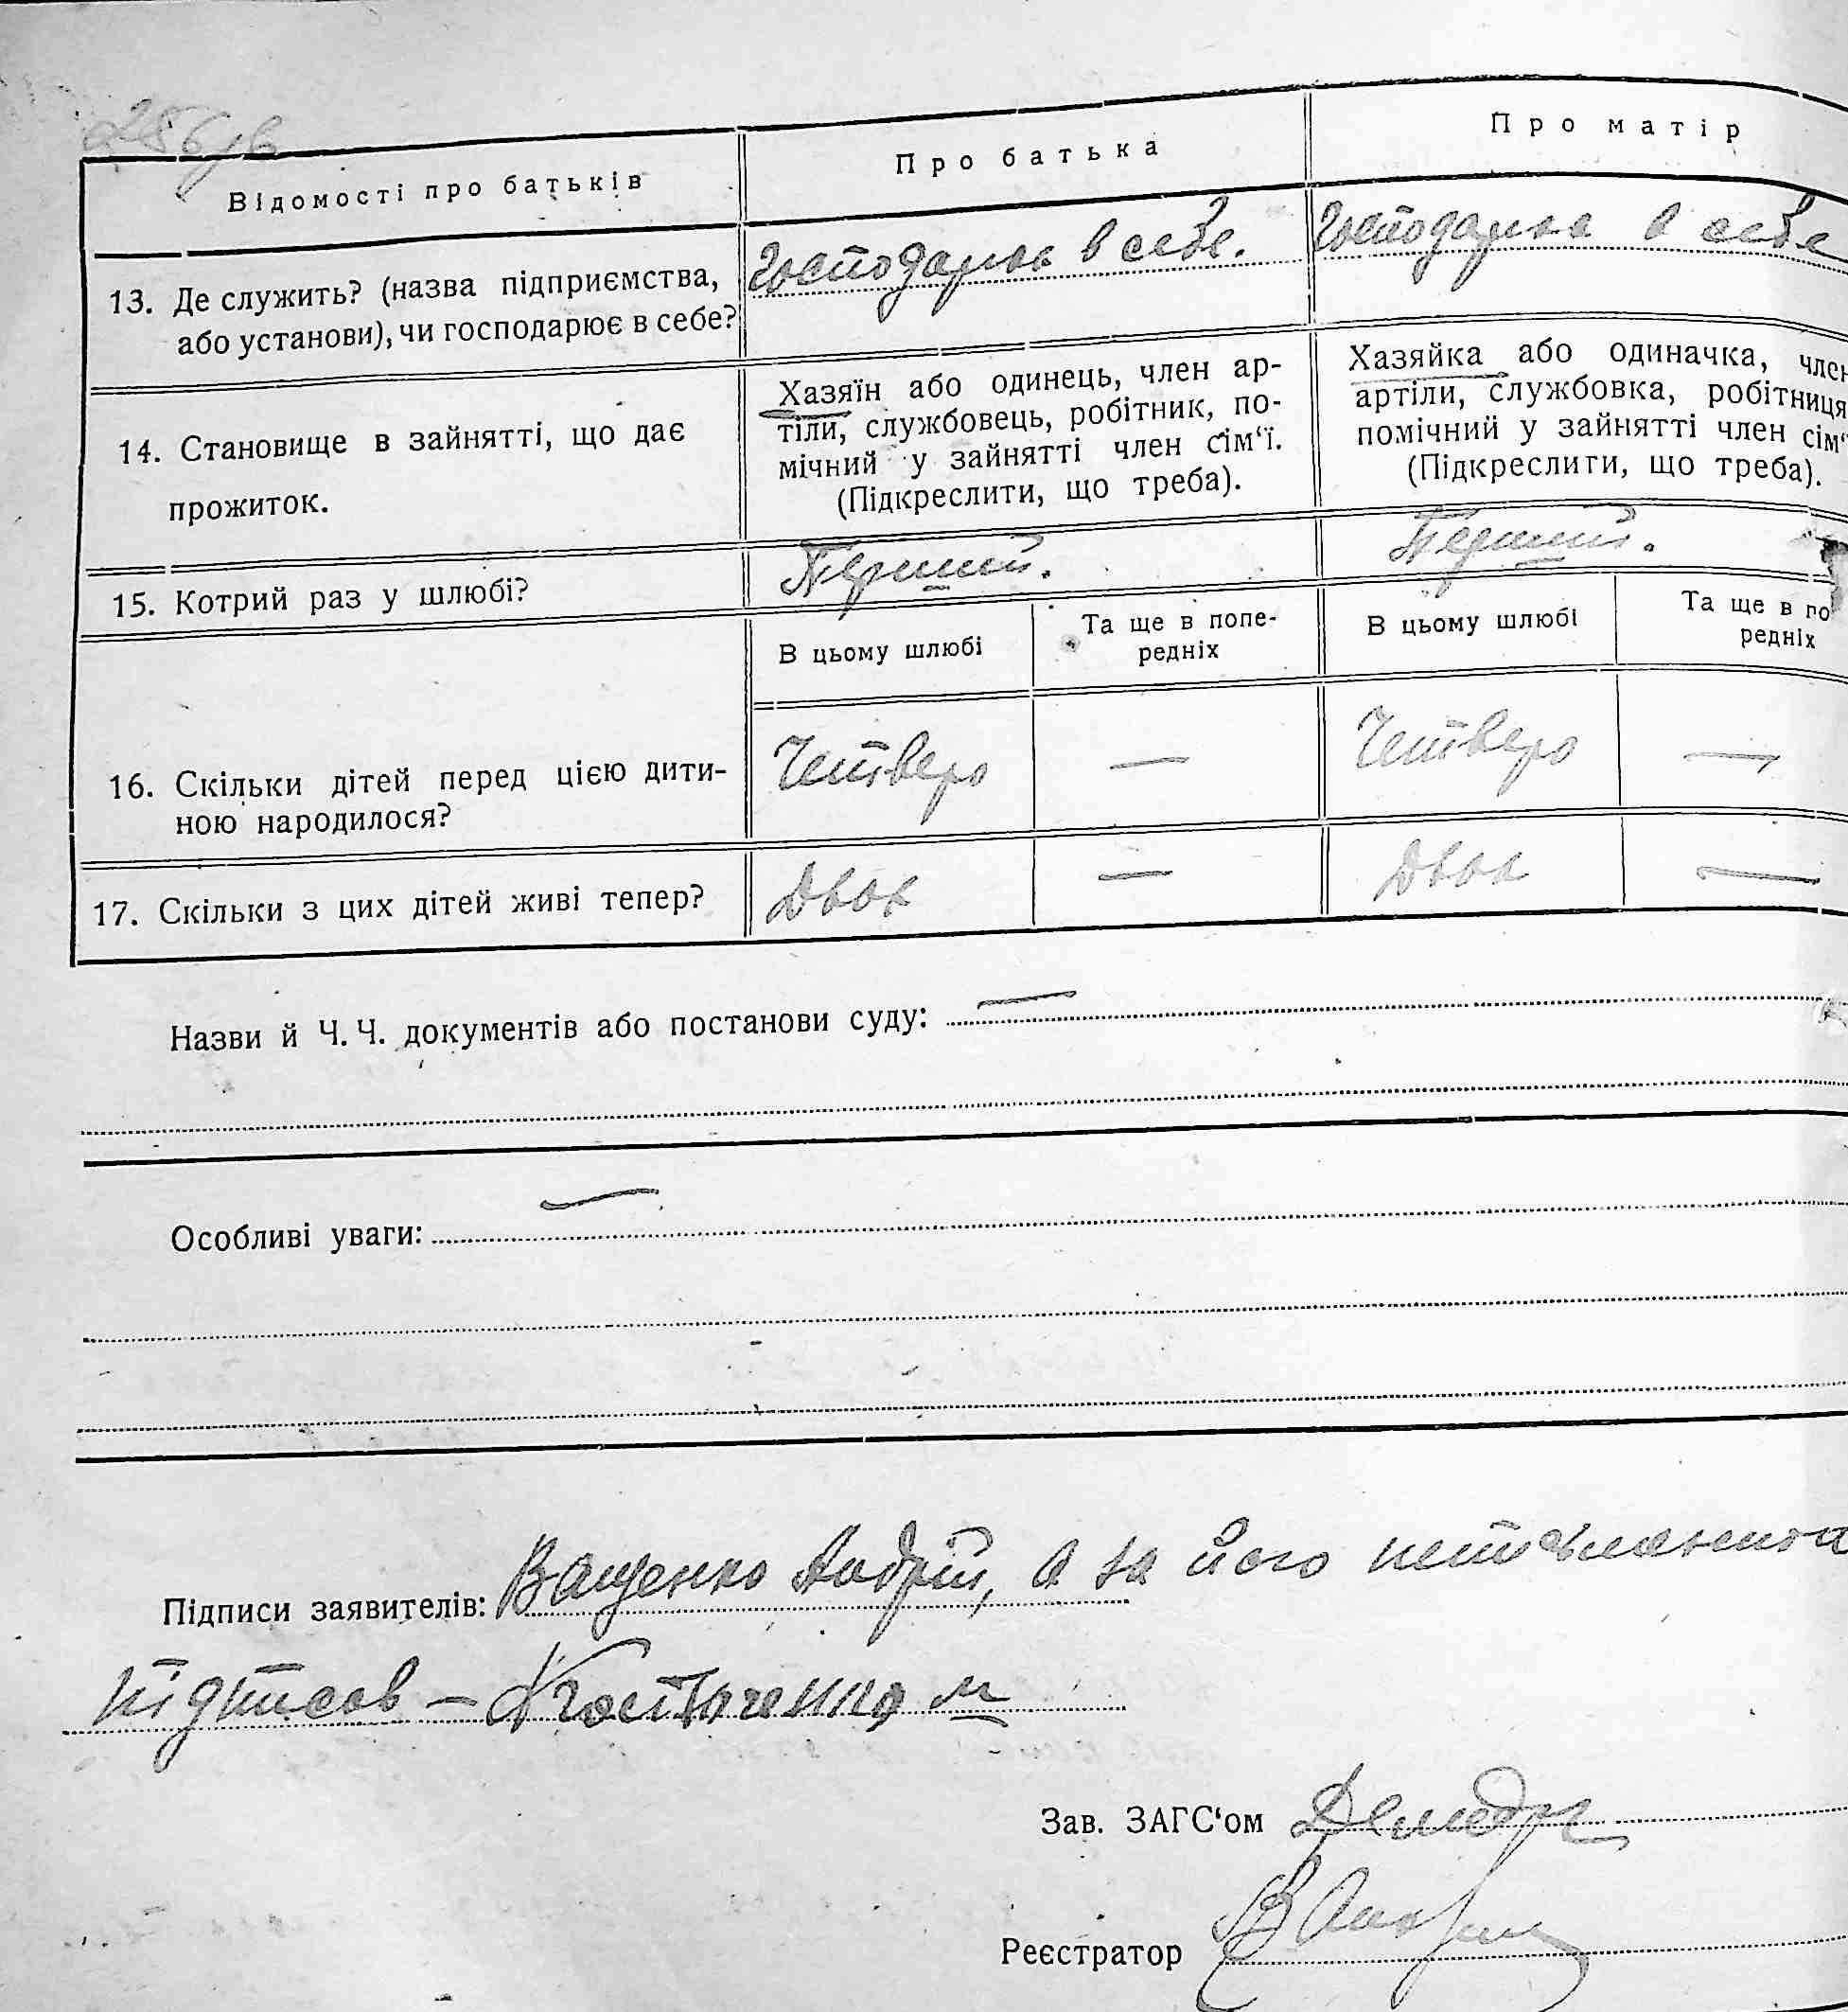 Відомості про батьків
Про батька
Про матір
13. Де служить? (назва підприємства,
або установи), чи господарює в себе?
Господарює в себе.
Господарює в себе
14. Становище в зайнятті, що дає
прожиток.
Хазяїн або одинець, член ар-
тіли, службовець, робітник, по-
мічний у зайнятті член сім‘ї.
(Підкреслити, що треба).
Хазяйка або одиначка, член
артіли, службовка, робітниця
помічний у зайнятті член сім‘
(Підкреслити, що треба).
15. Котрий раз у шлюбі?
Перший.
Перший.
В цьому шлюбі
Та ще в попе-
редніх
В цьому шлюбі
Та ще в по
редніх
16. Скільки дітей перед цією дити-
ною народилося?
Четверо
—
Четверо
—
17. Скільки з цих дітей живі тепер?
Двоє
—
Двоє
—
Назви й Ч. Ч. документів або постанови суду: —
Особливі уваги: —
Підписи заявителів: Ващенко Андрій, а за його
підписав —
Зав. ЗАГС‘ом
Реєстратор